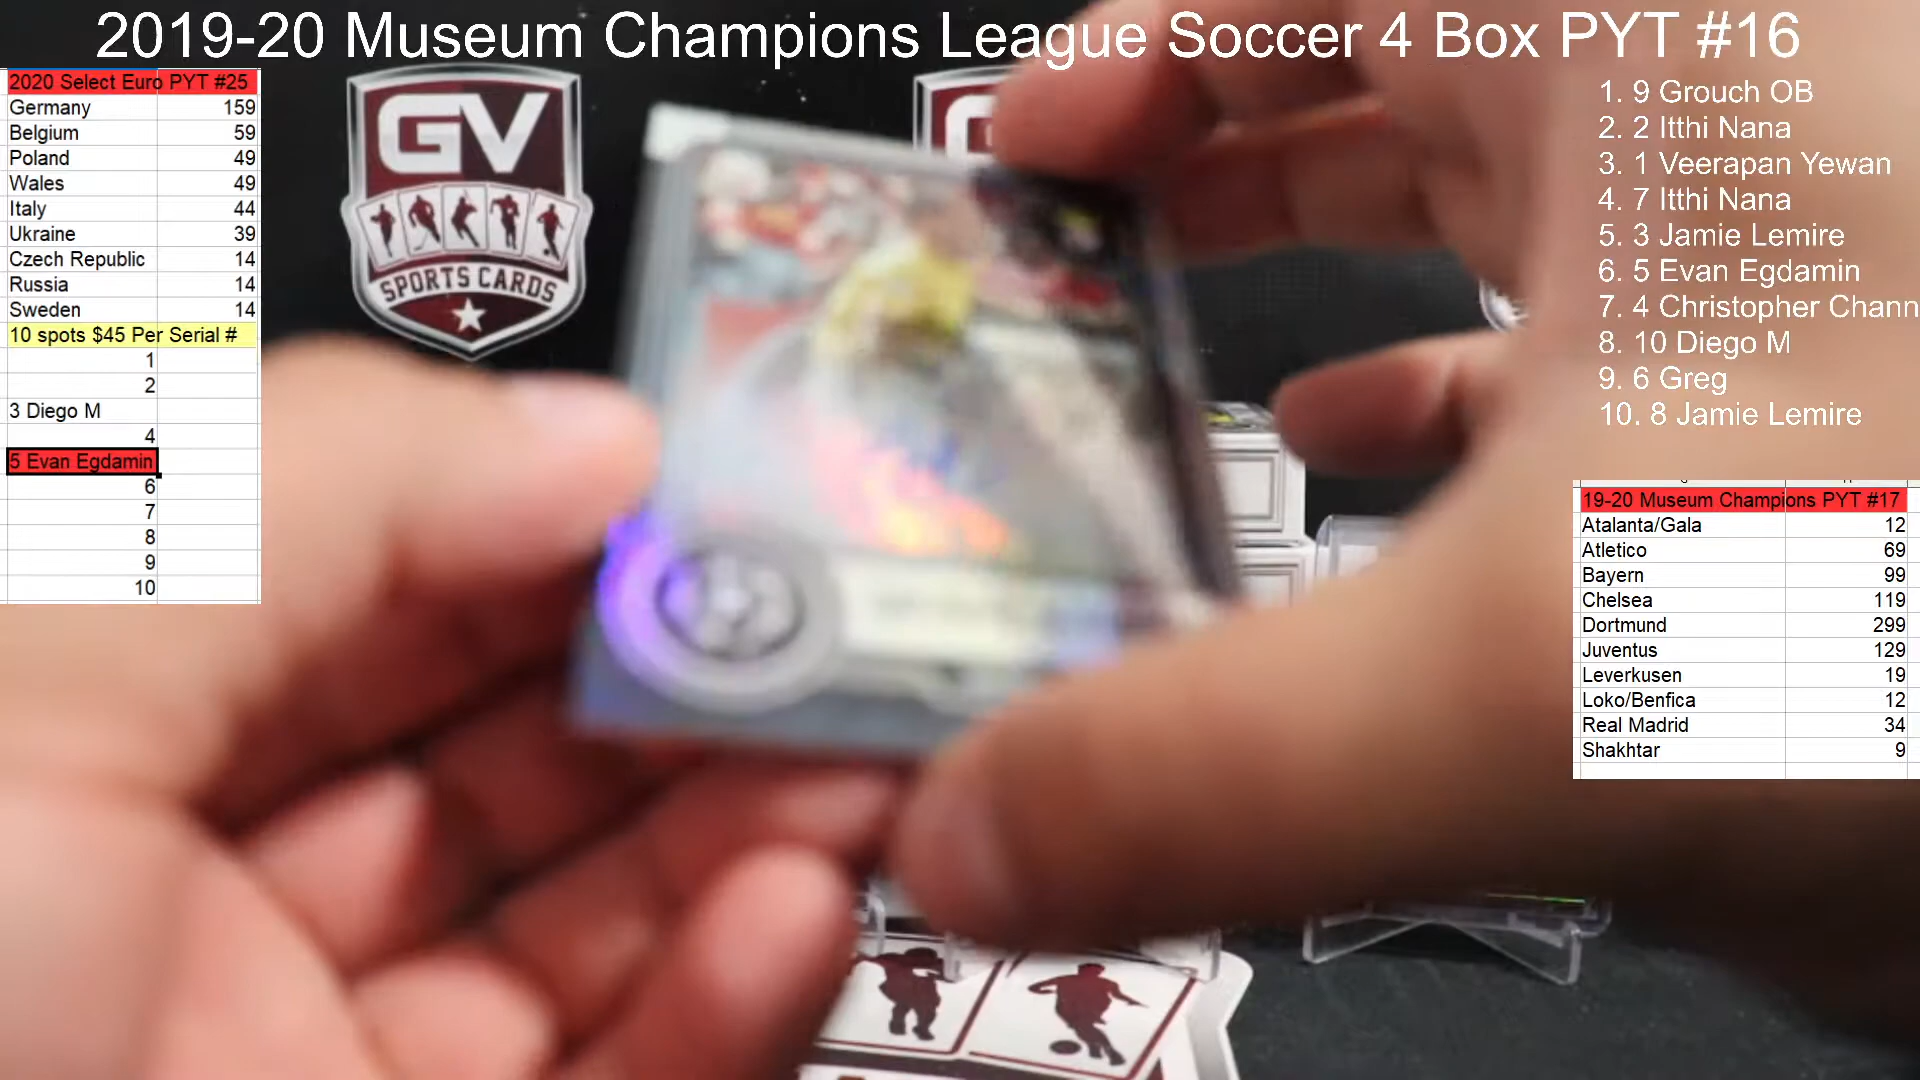 2019-20 Museum Champions League Soccer 4 Box PYT #16
2020 Select Euro PYT #25
Germany 159
Belgium 59
Poland 49
Wales 49
Italy 44
Ukraine 39
Czech Republic 14
Russia 14
Sweden 14
10 spots $45 Per Serial #
1
2
3 Diego M
4
5 Evan Egdamin
6
7
8
9
10
GV
SPORTS CARDS
1. 9 Grouch OB
2. 2 Itthi Nana
3. 1 Veerapan Yewan
4. 7 Itthi Nana
5. 3 Jamie Lemire
6. 5 Evan Egdamin
7. 4 Christopher Chann
8. 10 Diego M
9. 6 Greg
10. 8 Jamie Lemire
19-20 Museum Champions PYT #17
Atalanta/Gala 12
Atletico 69
Bayern 99
Chelsea 119
Dortmund 299
Juventus 129
Leverkusen 19
Loko/Benfica 12
Real Madrid 34
Shakhtar 9